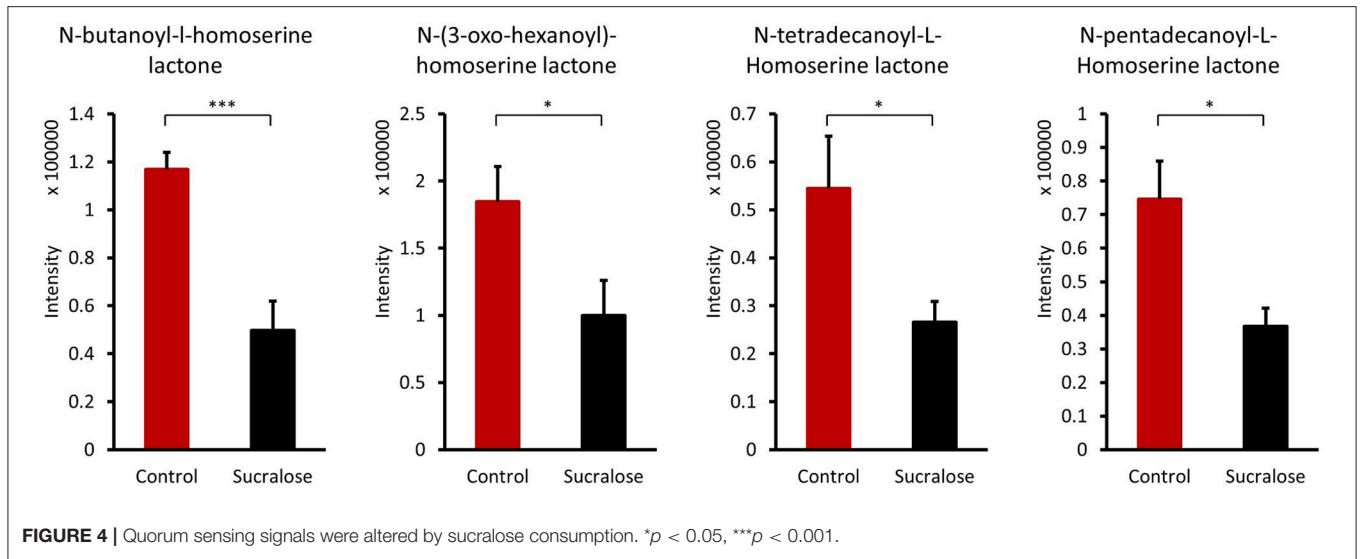 N-butanoyl-l-homoserine
lactone
***
x 100000
Intensity
1.4
1.2
1
0.8
0.6
0.4
0.2
0
Control
Sucralose
N-(3-oxo-hexanoyl)-
homoserine lactone
*
x 100000
Intensity
2.5
2
1.5
1
0.5
0
Control
Sucralose
N-tetradecanoyl-L-
Homoserine lactone
*
x 100000
Intensity
0.7
0.6
0.5
0.4
0.3
0.2
0.1
0
Control
Sucralose
N-pentadecanoyl-L-
Homoserine lactone
*
x 100000
Intensity
1
0.9
0.8
0.7
0.6
0.5
0.4
0.3
0.2
0.1
0
Control
Sucralose
FIGURE 4 | Quorum sensing signals were altered by sucralose consumption. *p < 0.05, ***p < 0.001.